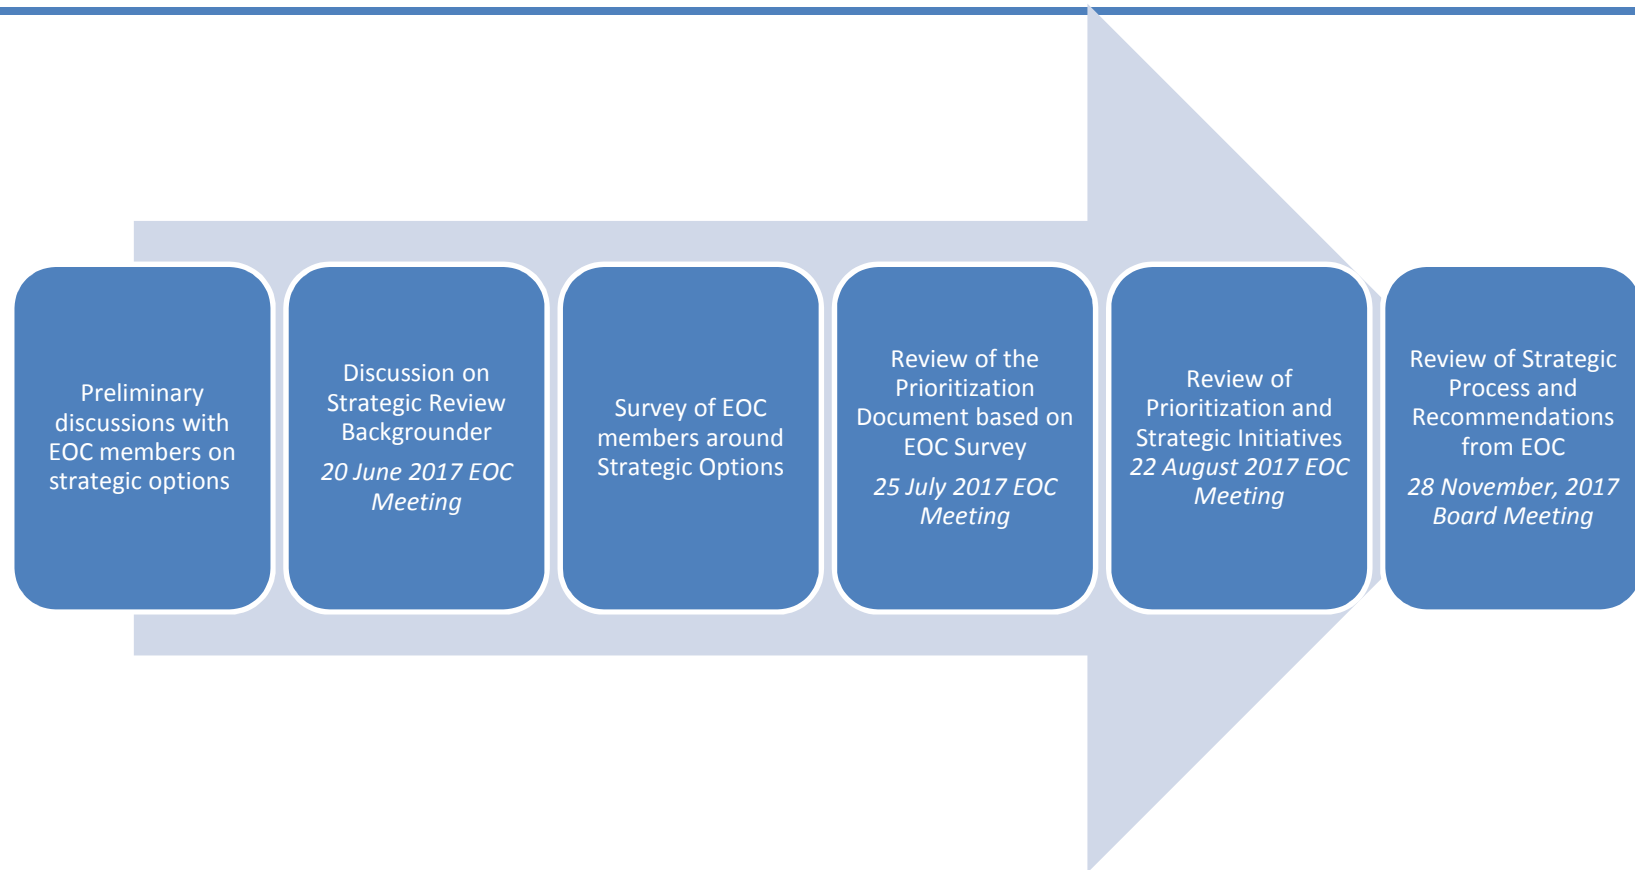 Preliminary
discussions with
EOC members on
strategic options
Discussion on
Strategic Review
Backgrounder
20 June 2017 EOC
Meeting
Survey of EOC
members around
Strategic Options
Review of the
Prioritization
Document based on
EOC Survey
25 July 2017 EOC
Meeting
Review of
Prioritization and
Strategic Initiatives
22 August 2017 EOC
Meeting
Review of Strategic
Process and
Recommendations
from EOC
28 November, 2017
Board Meeting